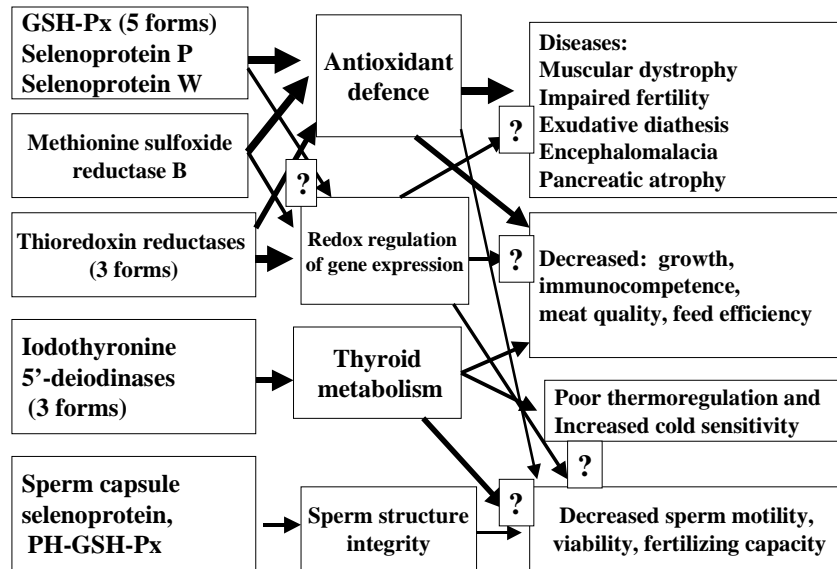 GSH-Px (5 forms)
Selenoprotein P
Selenoprotein W
Methionine sulfoxide
reductase B
Thioredoxin reductases
(3 forms)
Iodothyronine
5’-deiodinases
(3 forms)
Sperm capsule
selenoprotein,
PH-GSH-Px
Antioxidant
defence
?
Redox regulation
of gene expression
Thyroid
metabolism
Sperm structure
integrity
Diseases:
Muscular dystrophy
Impaired fertility
Exudative diathesis
Encephalomalacia
Pancreatic atrophy
?
Decreased: growth,
immunocompetence,
meat quality, feed efficiency
?
Poor thermoregulation and
Increased cold sensitivity
?
?
Decreased sperm motility,
viability, fertilizing capacity